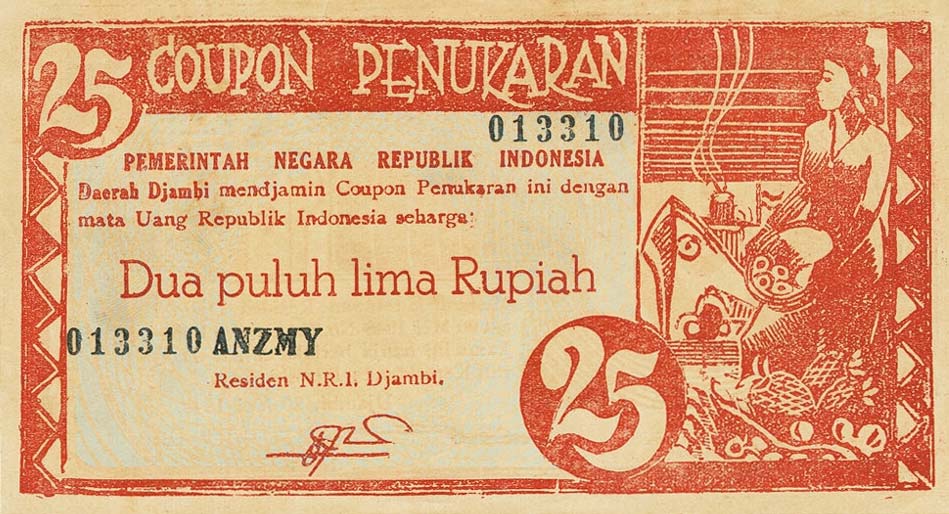 25 COUPON PENUKARAN
013310
PEMERINTAH NEGARA REPUBLIK INDONESIA
Daerah Djambi mendjamin Coupon Penukaran ini dengan
mata Uang Republik Indonesia seharga:
Dua puluh lima Rupiah
013310 ANZMY
Residen N.R.I. Djambi.
25